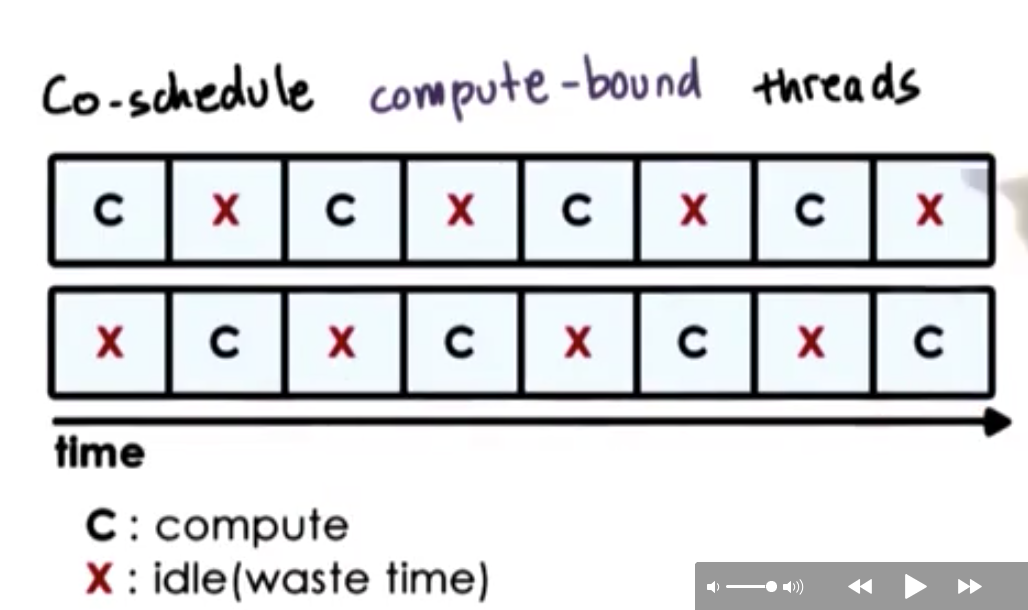 Co-schedule compute-bound threads
C X C X C X C X
X C X C X C X C
time
C : compute
X : idle(waste time)